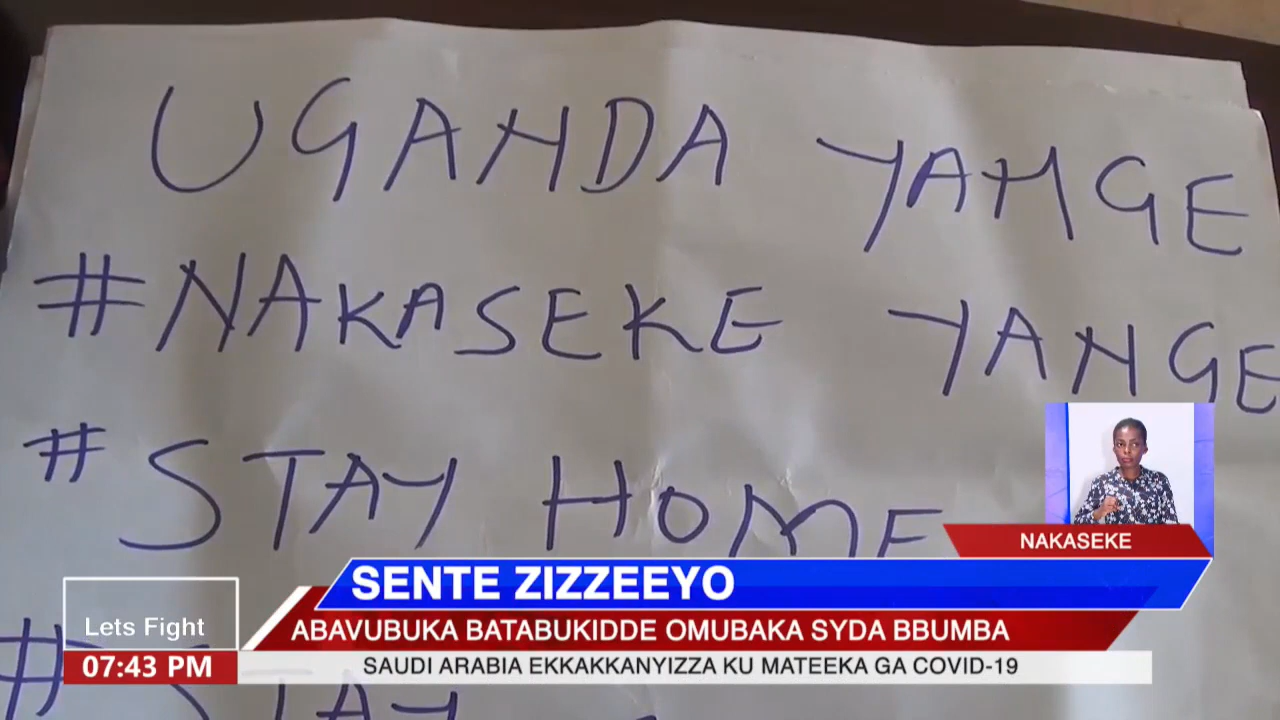 UGANDA YANGE
#NAKASEKE YANGE
#STAY HOME
#STAY
NAKASEKE
SENTE ZIZZEEYO
ABAVUBUKA BATABUKIDDE OMUBAKA SYDA BBUMBA
Lets Fight
07:43 PM
SAUDI ARABIA EKKAKKANYIZZA KU MATEEKA GA COVID-19